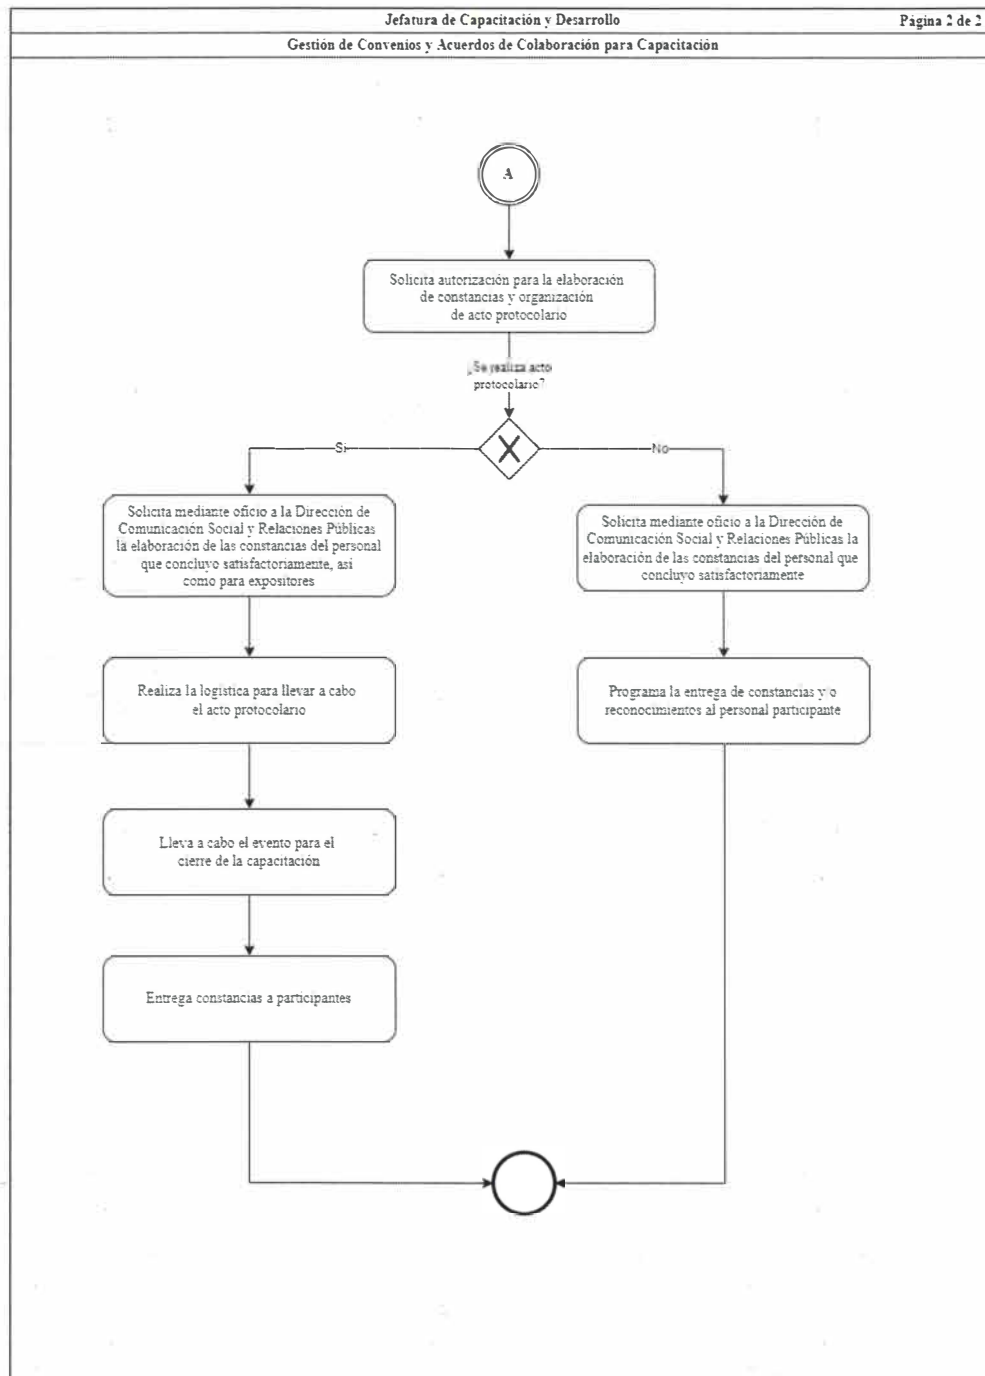 Jefatura de Capacitación y Desarrollo
Página 2 de 2
Gestión de Convenios y Acuerdos de Colaboración para Capacitación
A
Solicita autorización para la elaboración
de constancias y organización
de acto protocolario
¿Se realiza acto
protocolario?
Si
No
Solicita mediante oficio a la Dirección de
Comunicación Social y Relaciones Públicas
la elaboración de las constancias del personal
que concluyo satisfactoriamente, así
como para expositores
Solicita mediante oficio a la Dirección de
Comunicación Social y Relaciones Públicas la
elaboración de las constancias del personal que
concluyo satisfactoriamente
Realiza la logística para llevar a cabo
el acto protocolario
Programa la entrega de constancias y o
reconocimientos al personal participante
Lleva a cabo el evento para el
cierre de la capacitación
Entrega constancias a participantes